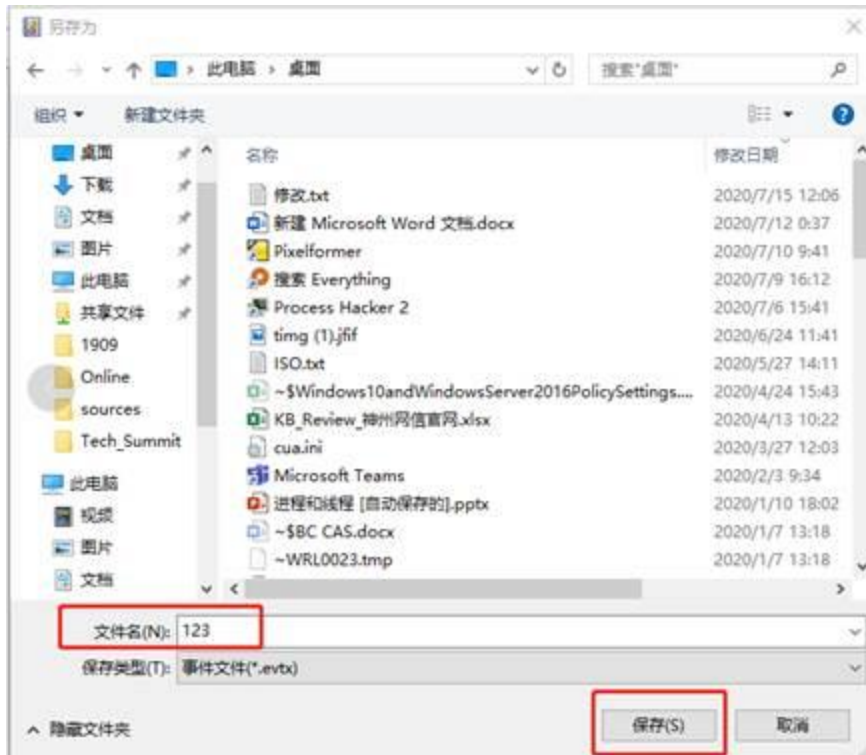 另存为
此电脑 › 桌面
搜索"桌面"
组织
新建文件夹
桌面
下载
文档
图片
此电脑
共享文件
1909
Online
sources
Tech_Summit
此电脑
视频
图片
文档
名称 修改日期
修改.txt 2020/7/15 12:06
新建 Microsoft Word 文档.docx 2020/7/12 0:37
Pixelformer 2020/7/10 9:41
搜索 Everything 2020/7/9 16:12
Process Hacker 2 2020/7/6 15:41
timg (1).jfif 2020/6/24 11:41
ISO.txt 2020/5/27 14:11
~$Windows10andWindowsServer2016PolicySettings.... 2020/4/24 15:43
KB_Review_神州网信官网.xlsx 2020/4/13 10:22
cua.ini 2020/3/27 12:03
Microsoft Teams 2020/2/3 9:34
进程和线程 [自动保存的].pptx 2020/1/10 18:02
~$BC CAS.docx 2020/1/7 13:18
~WRL0023.tmp 2020/1/7 13:18
文件名(N): 123
保存类型(T): 事件文件(*.evtx)
隐藏文件夹
保存(S)
取消